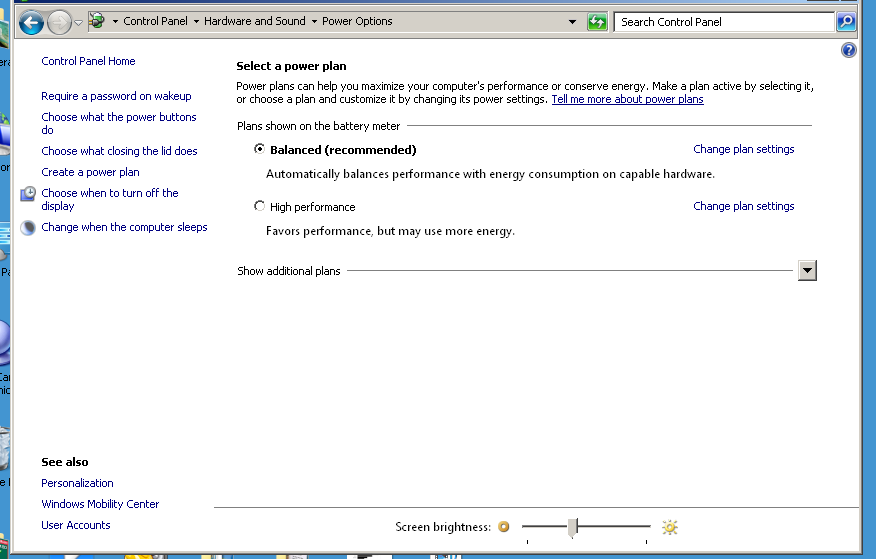 Control Panel Hardware and Sound Power Options
Search Control Panel
Control Panel Home
Require a password on wakeup
Choose what the power buttons
do
Choose what closing the lid does
Create a power plan
Choose when to turn off the
display
Change when the computer sleeps
Select a power plan
Power plans can help you maximize your computer's performance or conserve energy. Make a plan active by selecting it,
or choose a plan and customize it by changing its power settings. Tell me more about power plans
Plans shown on the battery meter
Balanced (recommended) Change plan settings
Automatically balances performance with energy consumption on capable hardware.
High performance Change plan settings
Favors performance, but may use more energy.
Show additional plans
See also
Personalization
Windows Mobility Center
User Accounts
Screen brightness: